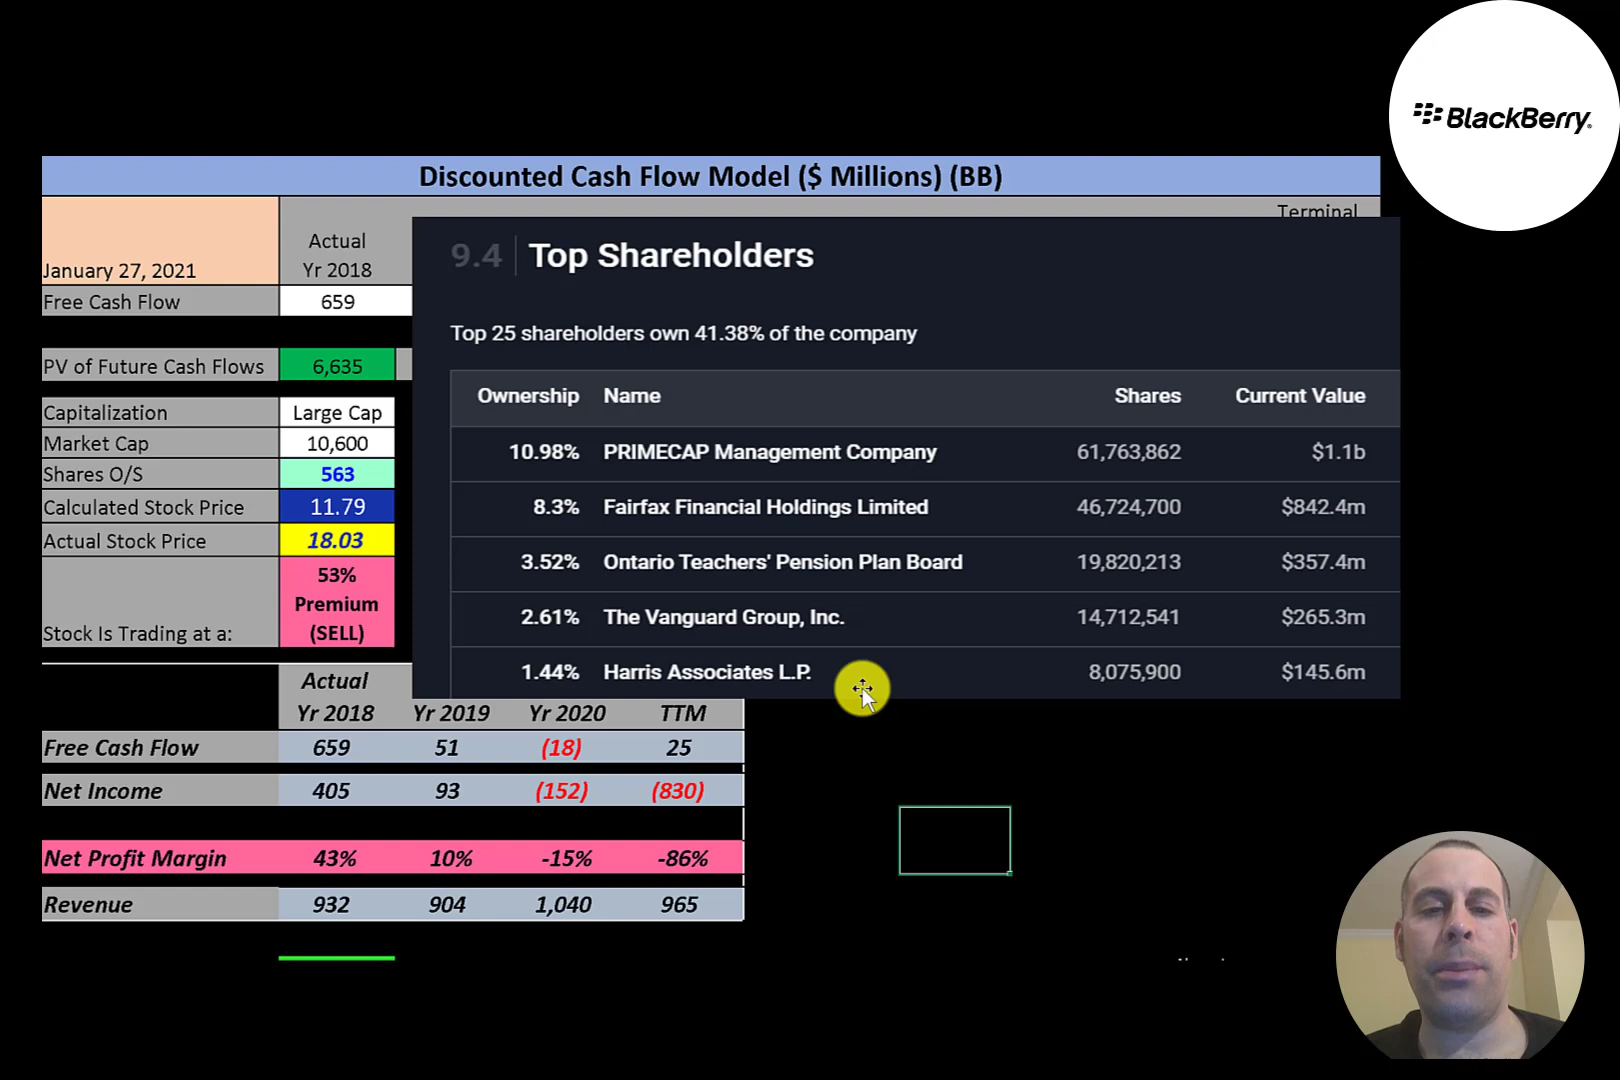 BlackBerry.
Discounted Cash Flow Model ($ Millions) (BB)
January 27, 2021
Actual
Yr 2018
Terminal
Free Cash Flow 659
PV of Future Cash Flows 6,635
Capitalization Large Cap
Market Cap 10,600
Shares O/S 563
Calculated Stock Price 11.79
Actual Stock Price 18.03
Stock Is Trading at a: 53% Premium (SELL)
9.4 Top Shareholders
Top 25 shareholders own 41.38% of the company
Ownership Name Shares Current Value
10.98% PRIMECAP Management Company 61,763,862 $1.1b
8.3% Fairfax Financial Holdings Limited 46,724,700 $842.4m
3.52% Ontario Teachers' Pension Plan Board 19,820,213 $357.4m
2.61% The Vanguard Group, Inc. 14,712,541 $265.3m
1.44% Harris Associates L.P. 8,075,900 $145.6m
Actual
Yr 2018 Yr 2019 Yr 2020 TTM
Free Cash Flow 659 51 (18) 25
Net Income 405 93 (152) (830)
Net Profit Margin 43% 10% -15% -86%
Revenue 932 904 1,040 965